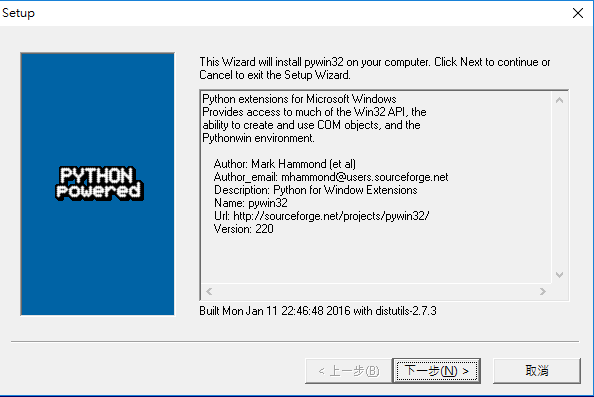 Setup
This Wizard will install pywin32 on your computer. Click Next to continue or
Cancel to exit the Setup Wizard.
PYTHON
powered
Python extensions for Microsoft Windows
Provides access to much of the Win32 API, the
ability to create and use COM objects, and the
Pythonwin environment.
Author: Mark Hammond (et al)
Author_email: mhammond@users.sourceforge.net
Description: Python for Window Extensions
Name: pywin32
Url: http://sourceforge.net/projects/pywin32/
Version: 220
Built Mon Jan 11 22:46:48 2016 with distutils-2.7.3
< 上一步(B) 下一步(N) > 取消